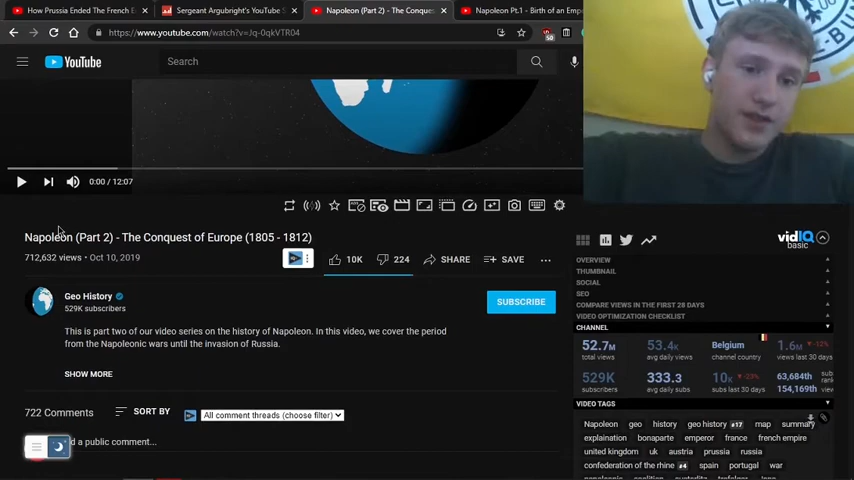 How Prussia Ended The French E
Sergeant Argubright's YouTube S
Napoleon (Part 2) - The Conques
Napoleon Pt.1 - Birth of an Emp
https://www.youtube.com/watch?v=Jq-0qkVTR04
50
YouTube
Search
0:00 / 12:07
Napoleon (Part 2) - The Conquest of Europe (1805 - 1812)
712,632 views • Oct 10, 2019
10K
224
SHARE
SAVE
Geo History
529K subscribers
SUBSCRIBE
This is part two of our video series on the history of Napoleon. In this video, we cover the period
from the Napoleonic wars until the invasion of Russia.
SHOW MORE
722 Comments
SORT BY
All comment threads (choose filter)
d a public comment...
vidIQ
basic
OVERVIEW
THUMBNAIL
SOCIAL
SEO
COMPARE VIEWS IN THE FIRST 28 DAYS
VIDEO OPTIMIZATION CHECKLIST
CHANNEL
52.7M
total views
53.4K
avg daily views
Belgium
channel country
1.6M -12%
views last 30 days
529K
subscribers
333.3
avg daily subs
10K -23%
subs last 30 days
63,684th
154,169th
sub
rank
VIDEO TAGS
Napoleon geo history geo history #17 map summary
explaination bonaparte emperor france french empire
united kingdom uk austria prussia russia
confederation of the rhine #4 spain portugal war